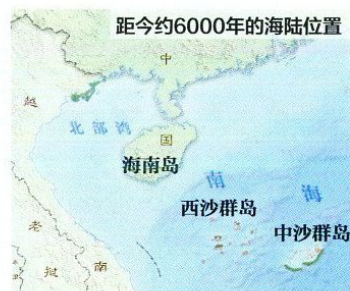 距今约6000年的海陆位置
中
越
北部湾
国
海南岛
南
海
西沙群岛
中沙群岛
老
挝
南